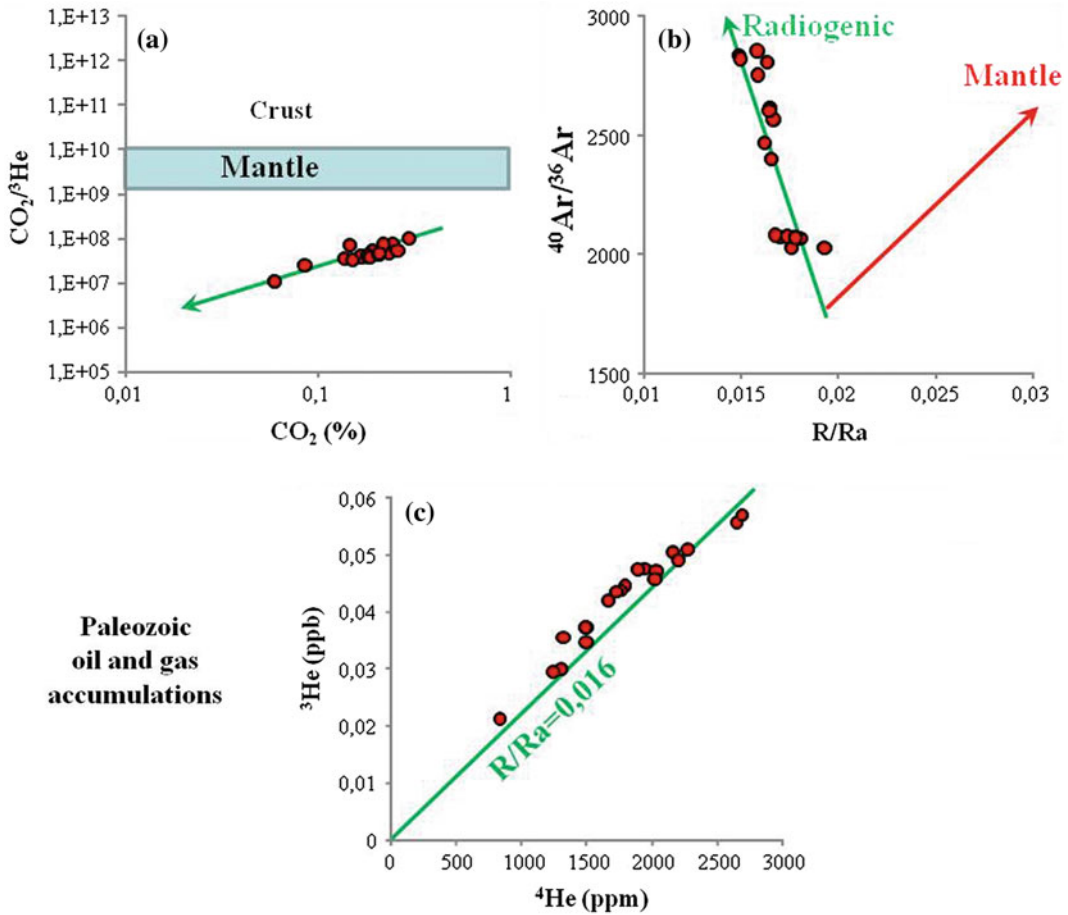 (a)
1,E+13
1,E+12
1,E+11
1,E+10
1,E+09
1,E+08
1,E+07
1,E+06
1,E+05
CO₂/³He
Crust
Mantle
0,01
0,1
1
CO₂ (%)
(b)
3000
2500
2000
1500
⁴⁰Ar/³⁶Ar
Radiogenic
Mantle
0,01
0,015
0,02
0,025
0,03
R/Ra
Paleozoic
oil and gas
accumulations
(c)
0,06
0,05
0,04
0,03
0,02
0,01
0
³He (ppb)
R/Ra=0,016
0
500
1000
1500
2000
2500
3000
⁴He (ppm)